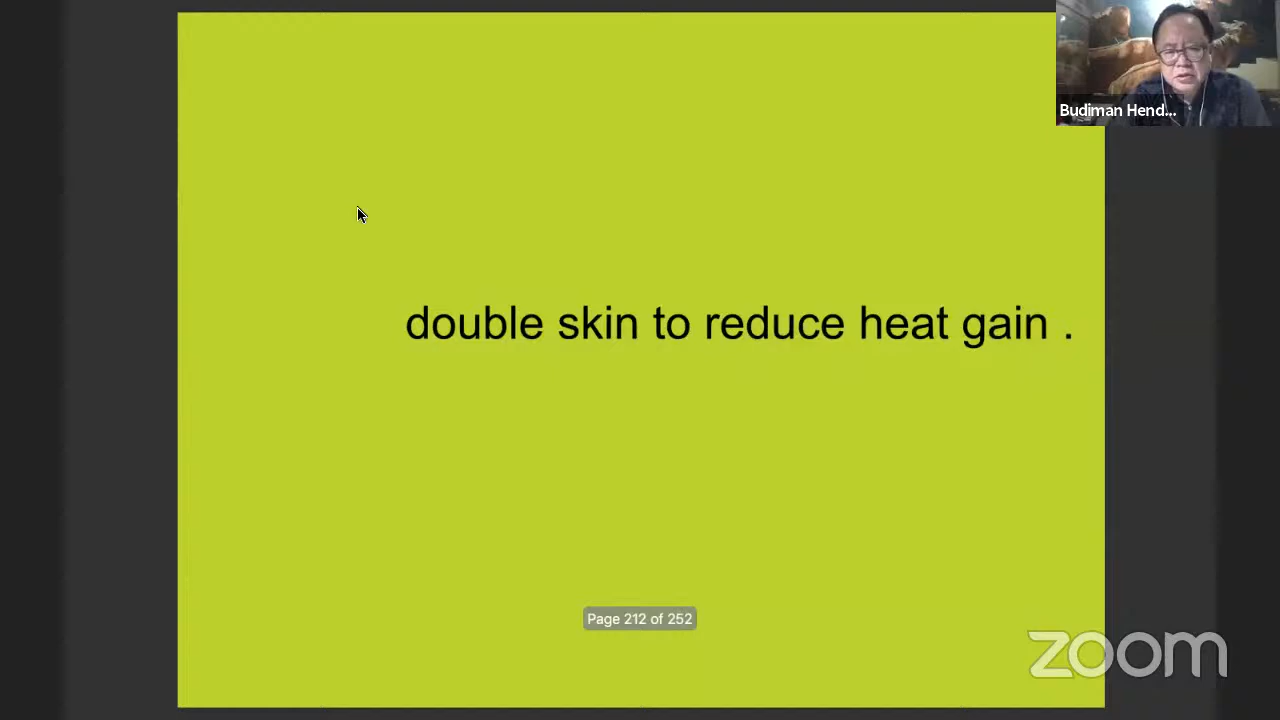 Budiman Hend...
double skin to reduce heat gain .
Page 212 of 252
zoom